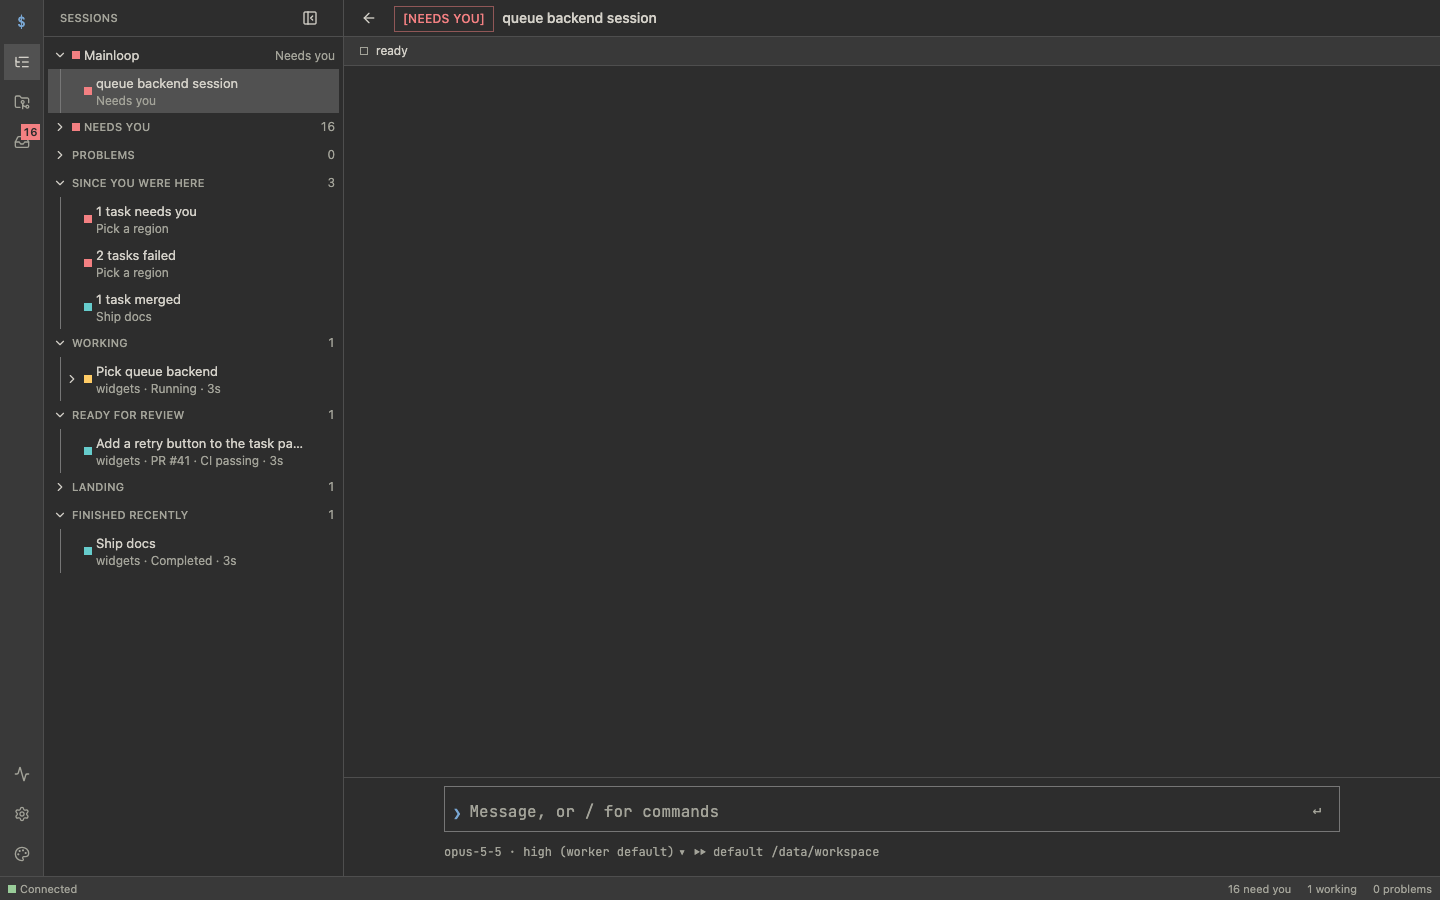 $
SESSIONS
[NEEDS YOU] queue backend session
ready
16
Mainloop Needs you
queue backend session
Needs you
NEEDS YOU 16
PROBLEMS 0
SINCE YOU WERE HERE 3
1 task needs you
Pick a region
2 tasks failed
Pick a region
1 task merged
Ship docs
WORKING 1
Pick queue backend
widgets · Running · 3s
READY FOR REVIEW 1
Add a retry button to the task pa...
widgets · PR #41 · CI passing · 3s
LANDING 1
FINISHED RECENTLY 1
Ship docs
widgets · Completed · 3s
❯ Message, or / for commands ↵
opus-5-5 · high (worker default) ▾ ▸▸ default /data/workspace
Connected
16 need you 1 working 0 problems